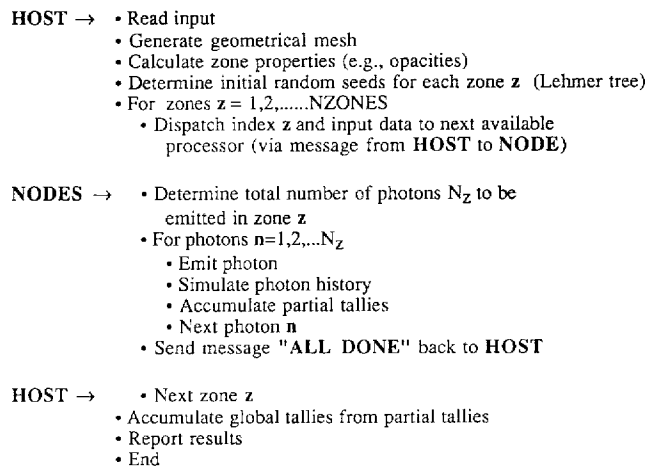 HOST → • Read input
• Generate geometrical mesh
• Calculate zone properties (e.g., opacities)
• Determine initial random seeds for each zone z (Lehmer tree)
• For zones z = 1,2,......NZONES
• Dispatch index z and input data to next available
processor (via message from HOST to NODE)
NODES → • Determine total number of photons Nz to be
emitted in zone z
• For photons n=1,2,...Nz
• Emit photon
• Simulate photon history
• Accumulate partial tallies
• Next photon n
• Send message "ALL DONE" back to HOST
HOST → • Next zone z
• Accumulate global tallies from partial tallies
• Report results
• End